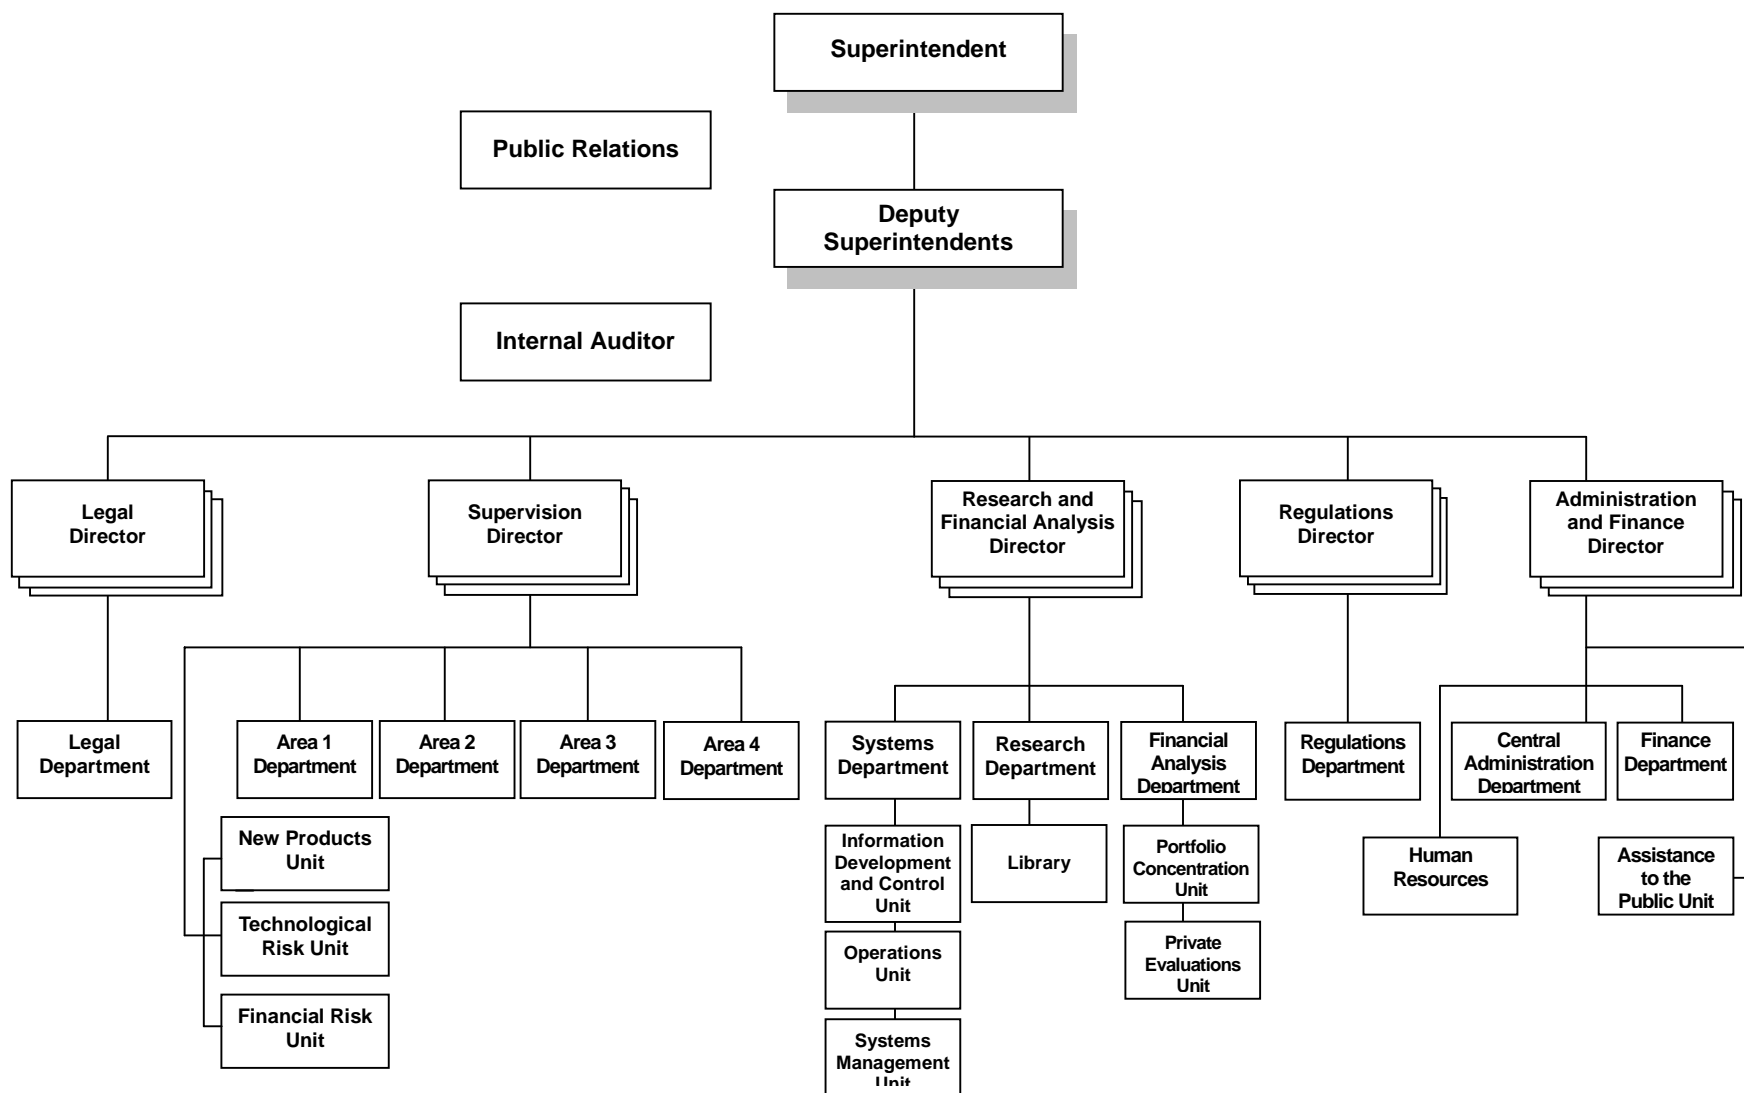 Superintendent
Public Relations
Deputy
Superintendents
Internal Auditor
Legal
Director
Supervision
Director
Research and
Financial Analysis
Director
Regulations
Director
Administration
and Finance
Director
Legal
Department
Area 1
Department
Area 2
Department
Area 3
Department
Area 4
Department
Systems
Department
Research
Department
Financial
Analysis
Department
Regulations
Department
Central
Administration
Department
Finance
Department
New Products
Unit
Technological
Risk Unit
Financial Risk
Unit
Information
Development
and Control
Unit
Operations
Unit
Systems
Management
Unit
Library
Portfolio
Concentration
Unit
Private
Evaluations
Unit
Human
Resources
Assistance
to the
Public Unit